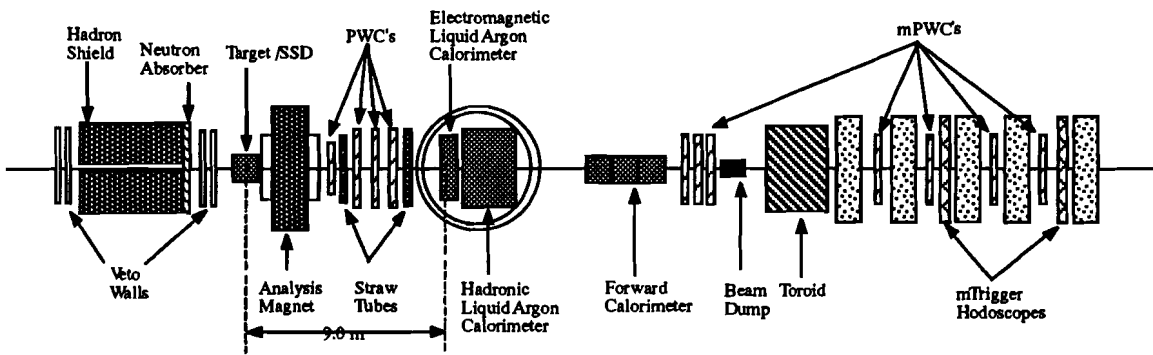 Hadron
Shield
Neutron
Absorber
Target /SSD
PWC's
Electromagnetic
Liquid Argon
Calorimeter
mPWC's
Veto
Walls
Analysis
Magnet
Straw
Tubes
Hadronic
Liquid Argon
Calorimeter
Forward
Calorimeter
Beam
Dump
Toroid
mTrigger
Hodoscopes
9.0 m